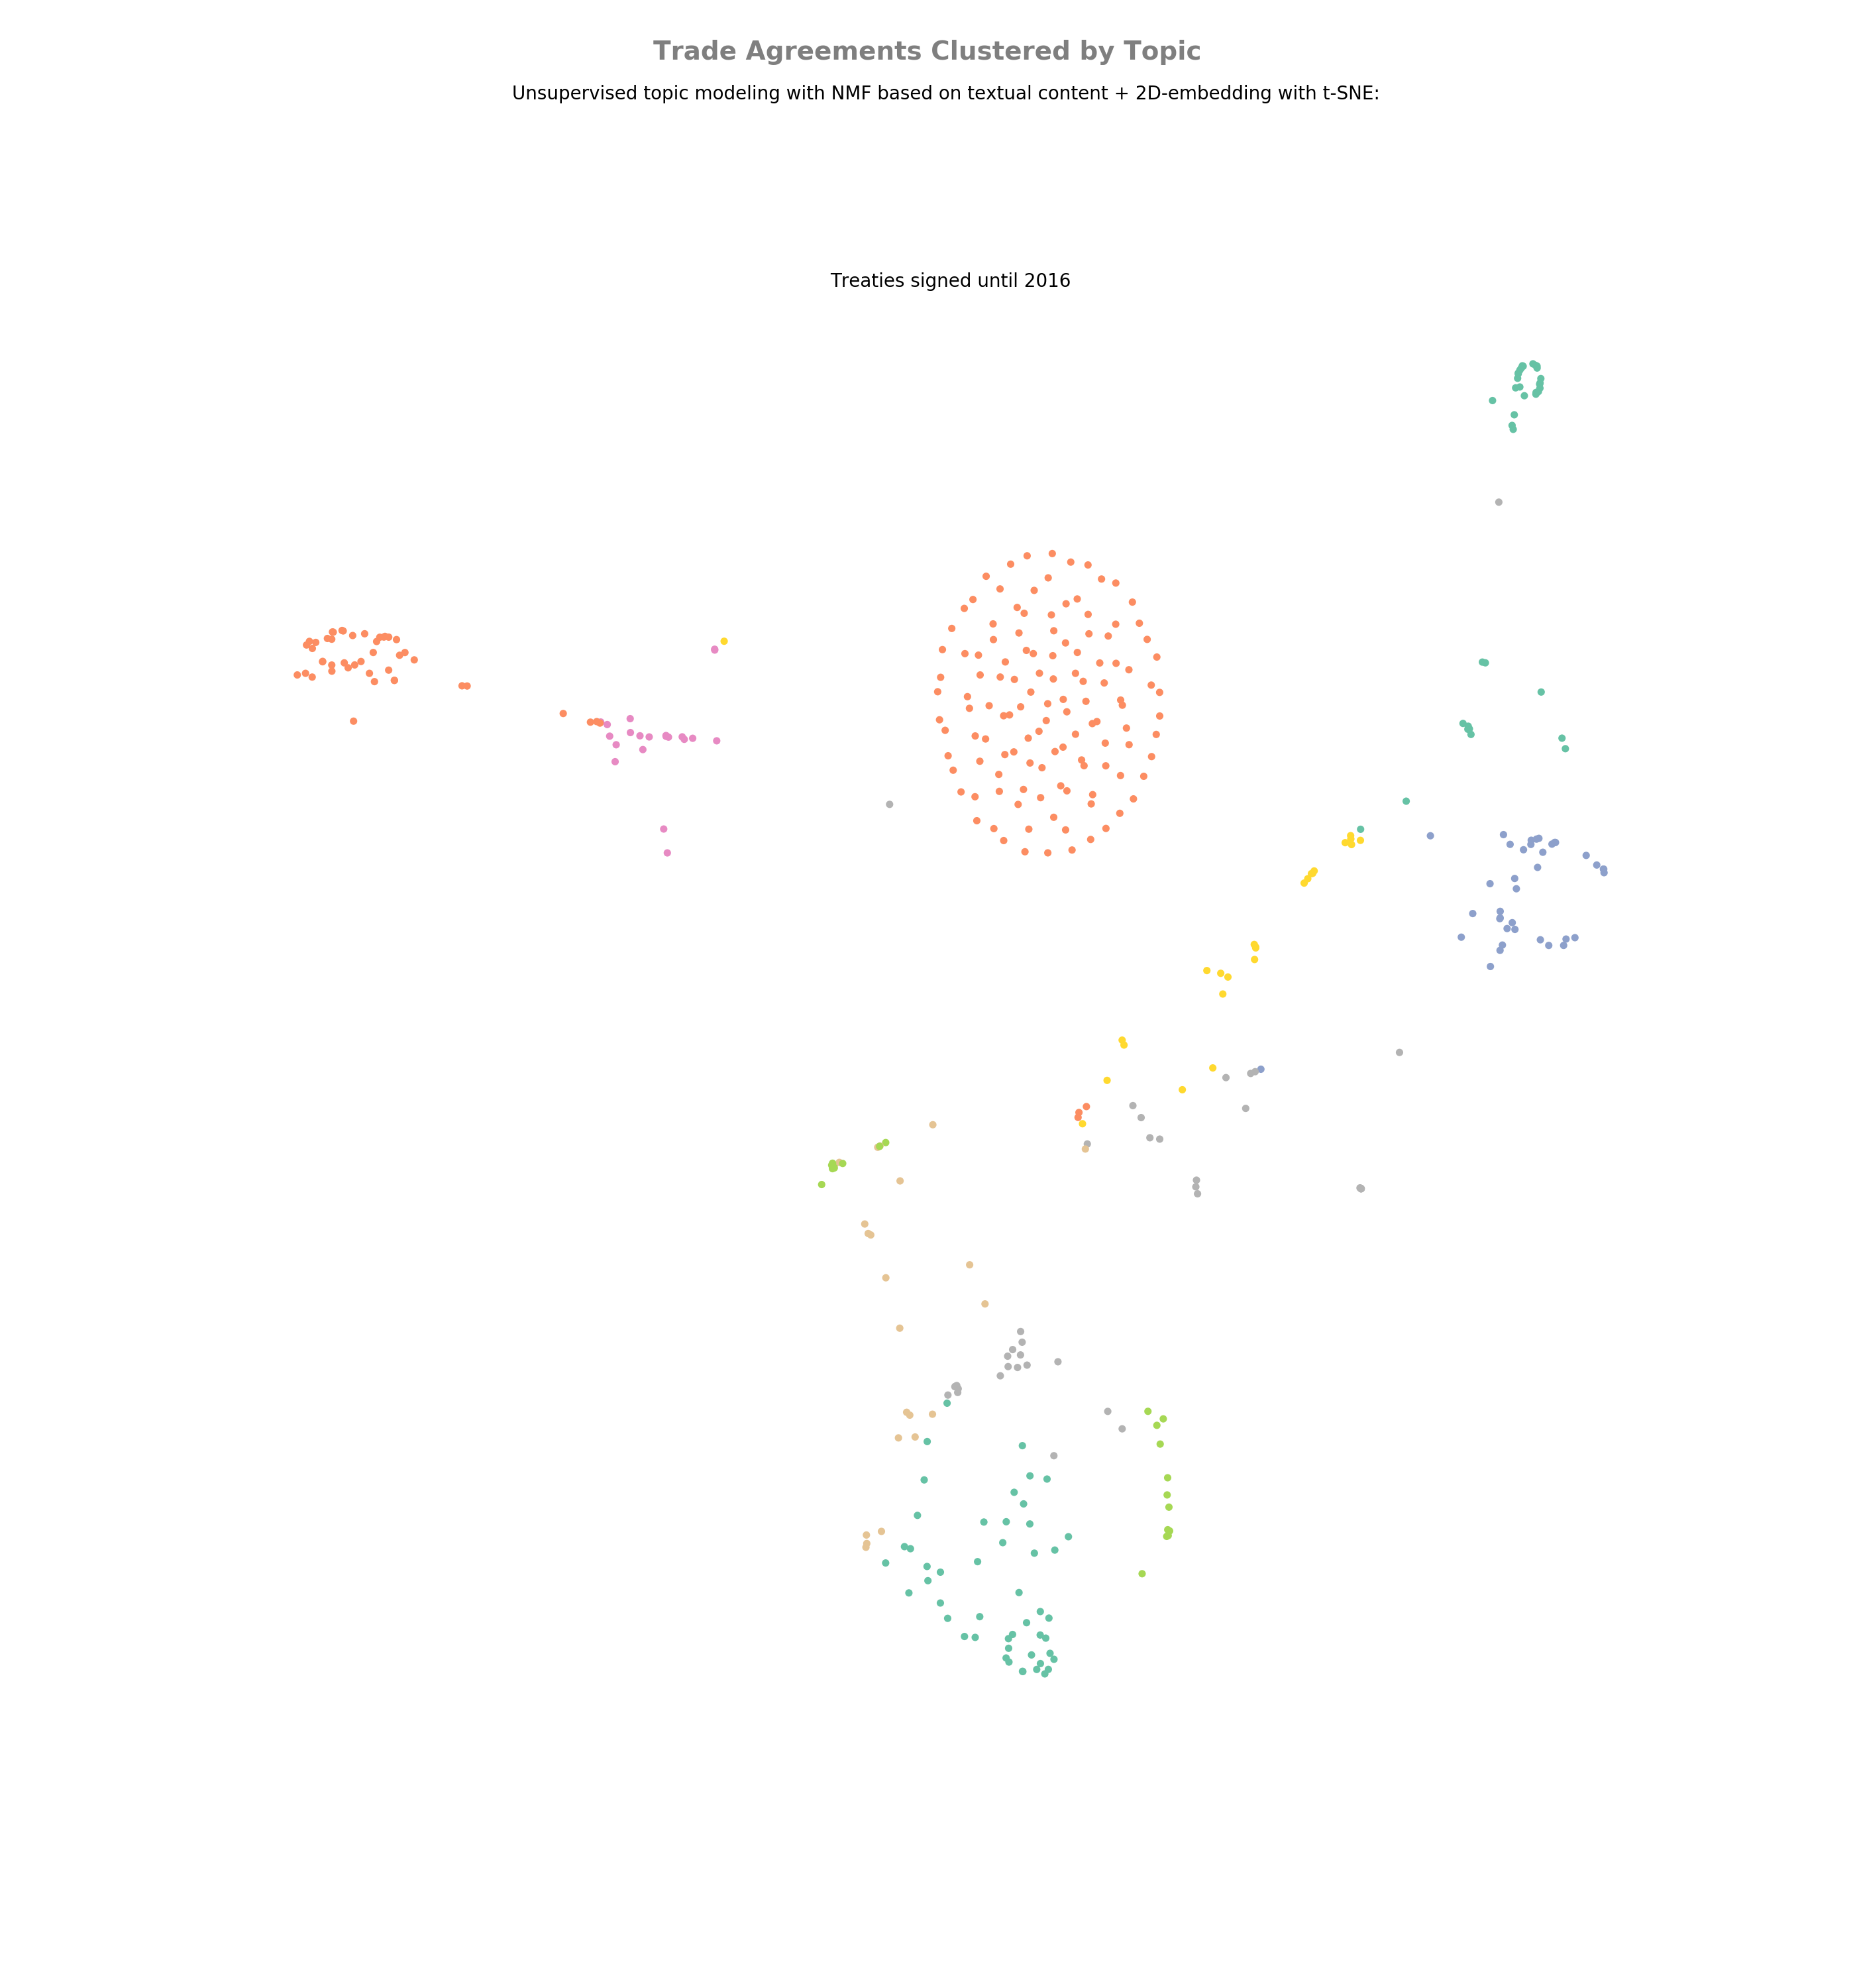 Trade Agreements Clustered by Topic
Unsupervised topic modeling with NMF based on textual content + 2D-embedding with t-SNE:
Treaties signed until 2016